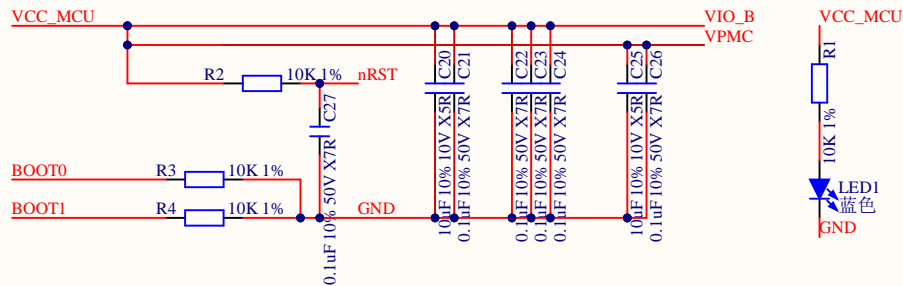 VCC_MCU
VIO_B
VPMC
R2
10K 1%
nRST
C27
0.1uF 10% 50V X7R
C20
10uF 10% 10V X5R
C21
0.1uF 10% 50V X7R
C22
0.1uF 10% 50V X7R
C23
0.1uF 10% 50V X7R
C24
0.1uF 10% 50V X7R
C25
10uF 10% 10V X5R
C26
0.1uF 10% 50V X7R
BOOT0
R3
10K 1%
BOOT1
R4
10K 1%
GND
VCC_MCU
R1
10K 1%
LED1
蓝色
GND